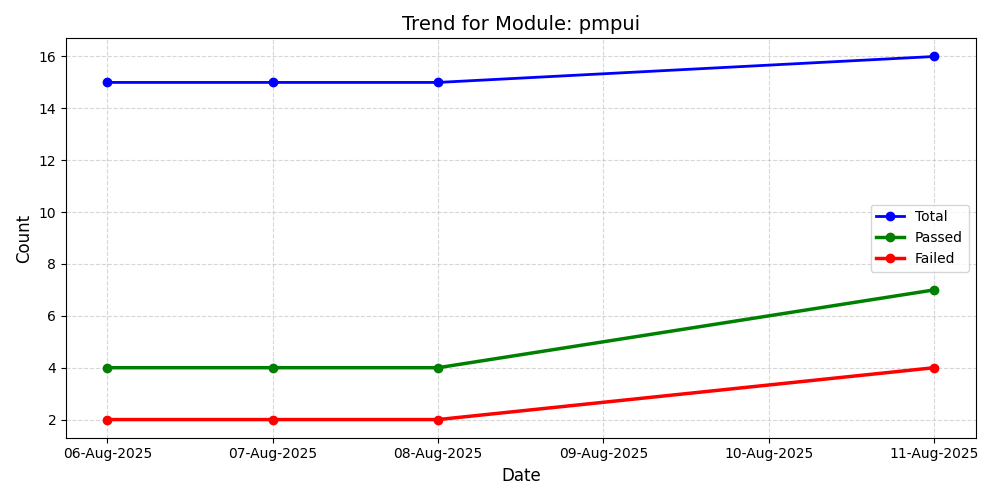 Trend for Module: pmpui
Count
16
14
12
10
8
6
4
2
Total
Passed
Failed
06-Aug-2025 07-Aug-2025 08-Aug-2025 09-Aug-2025 10-Aug-2025 11-Aug-2025
Date